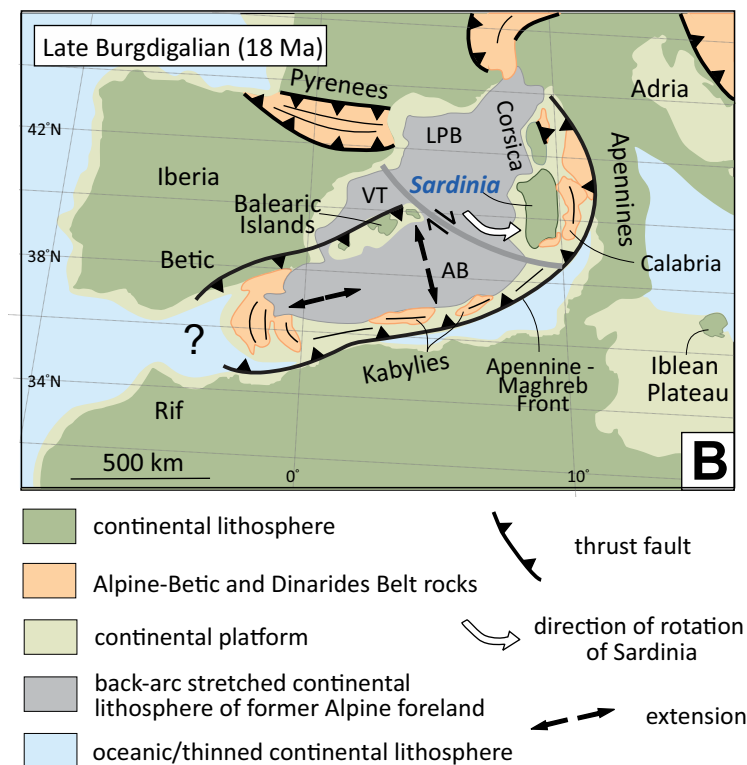 Late Burgdigalian (18 Ma)
Pyrenees
Adria
42°N
LPB
Corsica
Apennines
Iberia
Sardinia
VT
Balearic
Islands
Betic
38°N
AB
Calabria
?
Kabylies
Apennine -
Maghreb
Front
Iblean
Plateau
34°N
Rif
500 km
0°
10°
B
continental lithosphere
thrust fault
Alpine-Betic and Dinarides Belt rocks
continental platform
direction of rotation
of Sardinia
back-arc stretched continental
lithosphere of former Alpine foreland
extension
oceanic/thinned continental lithosphere